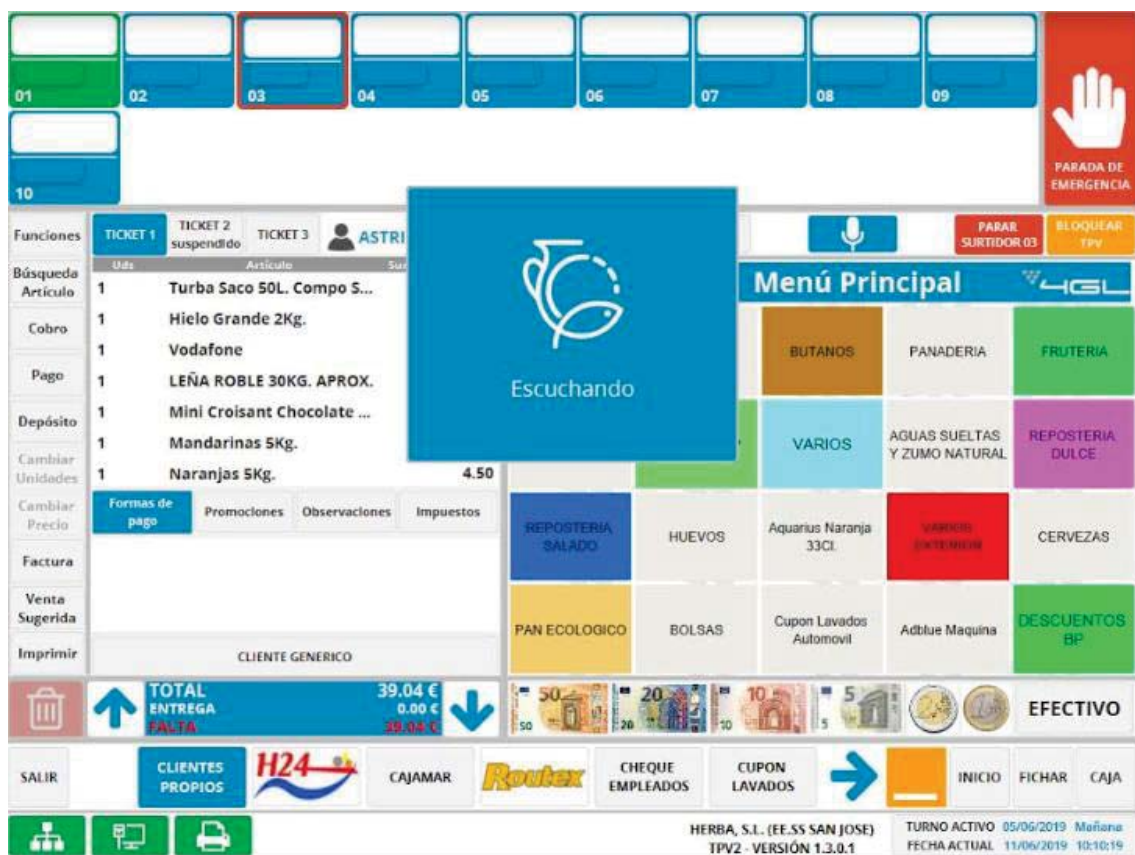 01
02
03
04
05
06
07
08
09
PARADA DE
EMERGENCIA
10
Funciones
TICKET 1
TICKET 2
suspendido
TICKET 3
ASTRI
PARAR
SURTIDOR 03
BLOQUEAR
TPV
Búsqueda
Artículo
Uds
Artículo
Sur
Menú Principal
4GL
1 Turba Saco 50L. Compo S...
1 Hielo Grande 2Kg.
1 Vodafone
1 LEÑA ROBLE 30KG. APROX.
1 Mini Croisant Chocolate ...
1 Mandarinas 5Kg.
1 Naranjas 5Kg. 4.50
Escuchando
Cobro
Pago
Depósito
Cambiar
Unidades
Cambiar
Precio
Factura
Venta
Sugerida
Imprimir
BUTANOS
PANADERIA
FRUTERIA
VARIOS
AGUAS SUELTAS
Y ZUMO NATURAL
REPOSTERIA
DULCE
Formas de
pago
Promociones
Observaciones
Impuestos
REPOSTERIA
SALADO
HUEVOS
Aquarius Naranja
33Cl.
VARIOS
EXTERIOR
CERVEZAS
PAN ECOLOGICO
BOLSAS
Cupon Lavados
Automovil
Adblue Maquina
DESCUENTOS
BP
CLIENTE GENERICO
TOTAL 39.04 €
ENTREGA 0.00 €
FALTA 39.04 €
50
50
20
20
10
10
5
5
EFECTIVO
SALIR
CLIENTES
PROPIOS
H24
CAJAMAR
Routex
CHEQUE
EMPLEADOS
CUPON
LAVADOS
INICIO
FICHAR
CAJA
HERBA, S.L. (EE.SS SAN JOSE)
TPV2 - VERSIÓN 1.3.0.1
TURNO ACTIVO 05/06/2019 Mañana
FECHA ACTUAL 11/06/2019 10:10:19